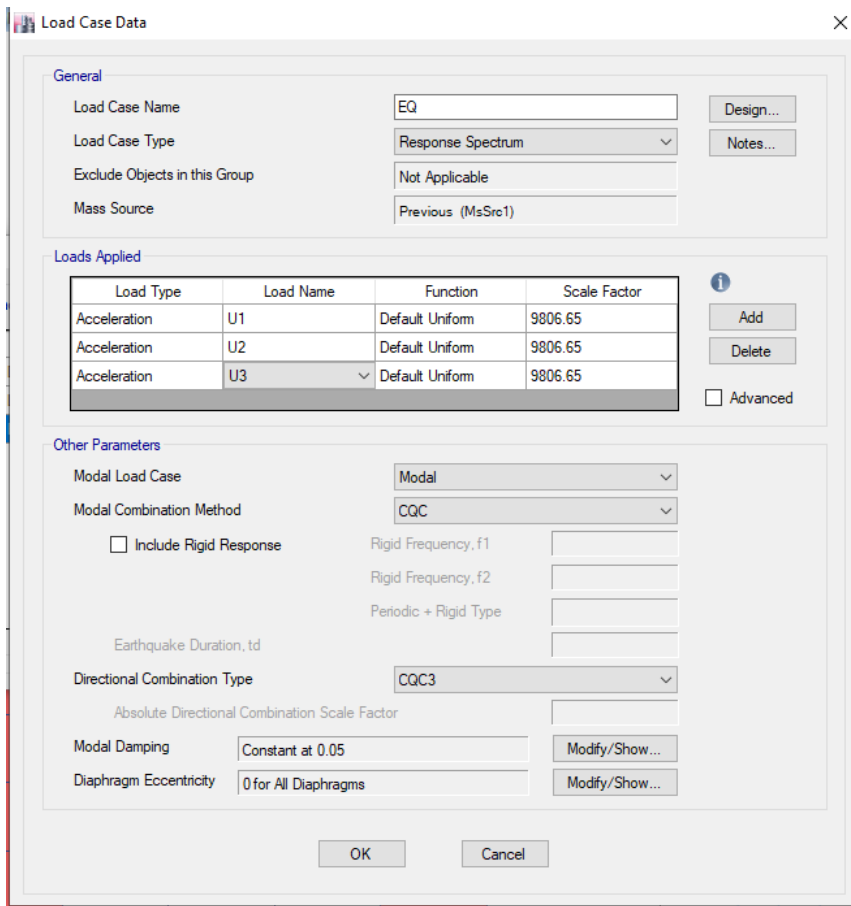 Load Case Data
General
Load Case Name EQ Design...
Load Case Type Response Spectrum Notes...
Exclude Objects in this Group Not Applicable
Mass Source Previous (MsSrc1)
Loads Applied
Load Type Load Name Function Scale Factor
Acceleration U1 Default Uniform 9806.65 Add
Acceleration U2 Default Uniform 9806.65 Delete
Acceleration U3 Default Uniform 9806.65
Advanced
Other Parameters
Modal Load Case Modal
Modal Combination Method CQC
Include Rigid Response Rigid Frequency, f1
Rigid Frequency, f2
Periodic + Rigid Type
Earthquake Duration, td
Directional Combination Type CQC3
Absolute Directional Combination Scale Factor
Modal Damping Constant at 0.05 Modify/Show...
Diaphragm Eccentricity 0 for All Diaphragms Modify/Show...
OK Cancel